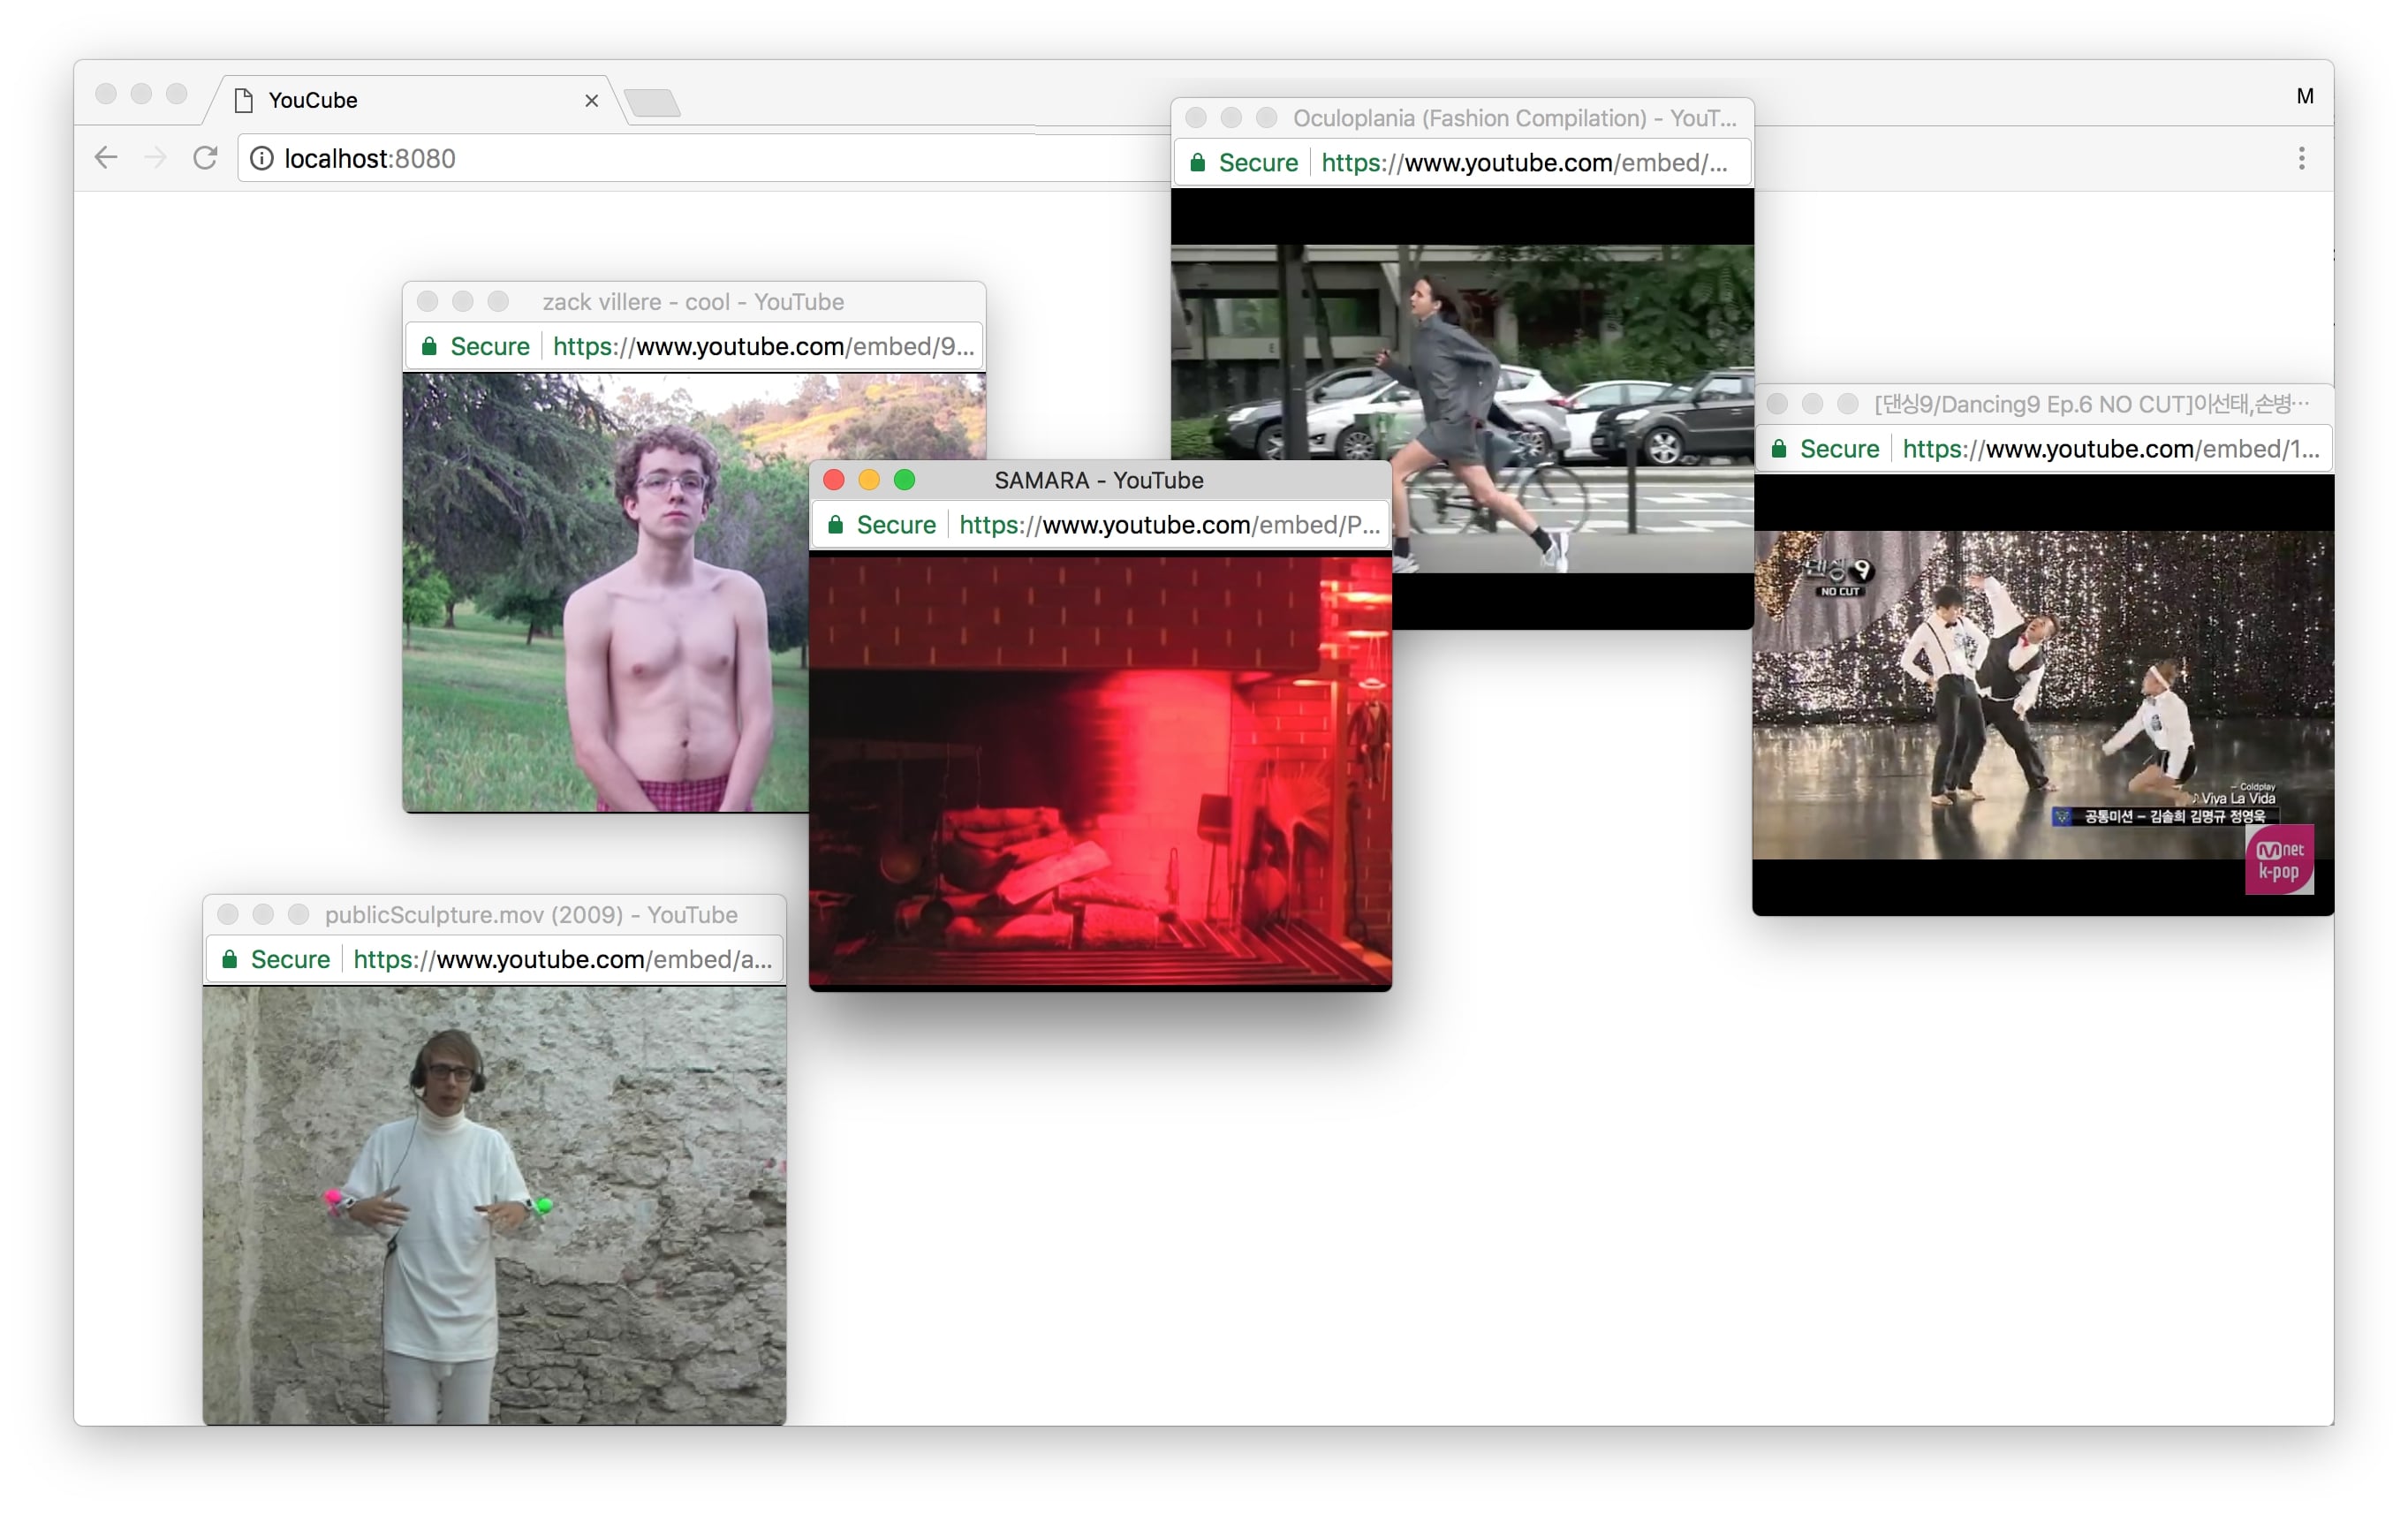 YouCube
M
localhost:8080
Oculoplania (Fashion Compilation) - YouT...
Secure https://www.youtube.com/embed/...
zack villere - cool - YouTube
Secure https://www.youtube.com/embed/9...
[댄싱9/Dancing9 Ep.6 NO CUT]이선태,손병…
Secure https://www.youtube.com/embed/1...
댄싱9
NO CUT
– Coldplay
♪Viva La Vida
공통미션 – 김솔희 김명규 정영욱
Mnet
k-pop
SAMARA - YouTube
Secure https://www.youtube.com/embed/P...
publicSculpture.mov (2009) - YouTube
Secure https://www.youtube.com/embed/a...